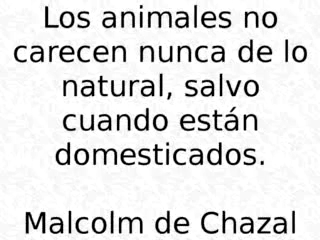 Los animales no
carecen nunca de lo
natural, salvo
cuando están
domesticados.
Malcolm de Chazal